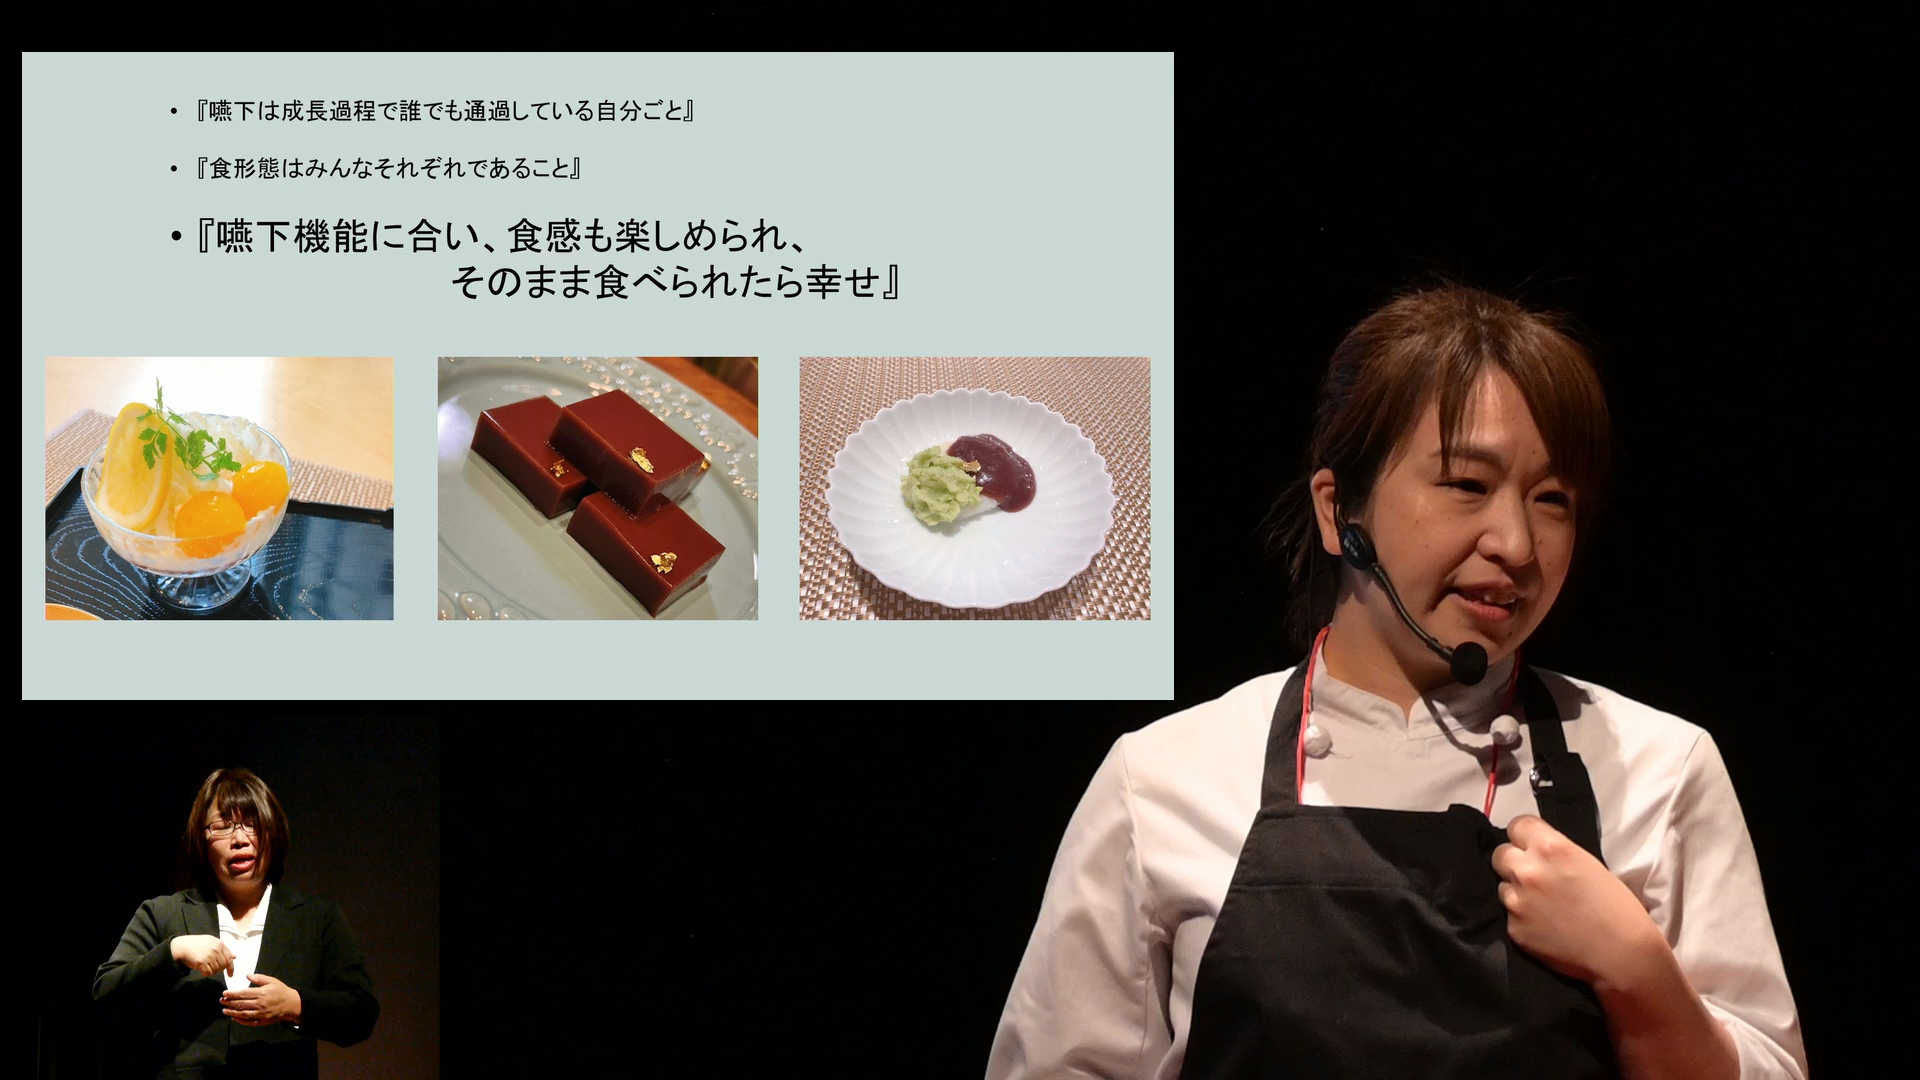 • 『嚥下は成長過程で誰でも通過している自分ごと』
• 『食形態はみんなそれぞれであること』
• 『嚥下機能に合い、食感も楽しめられ、
そのまま食べられたら幸せ』